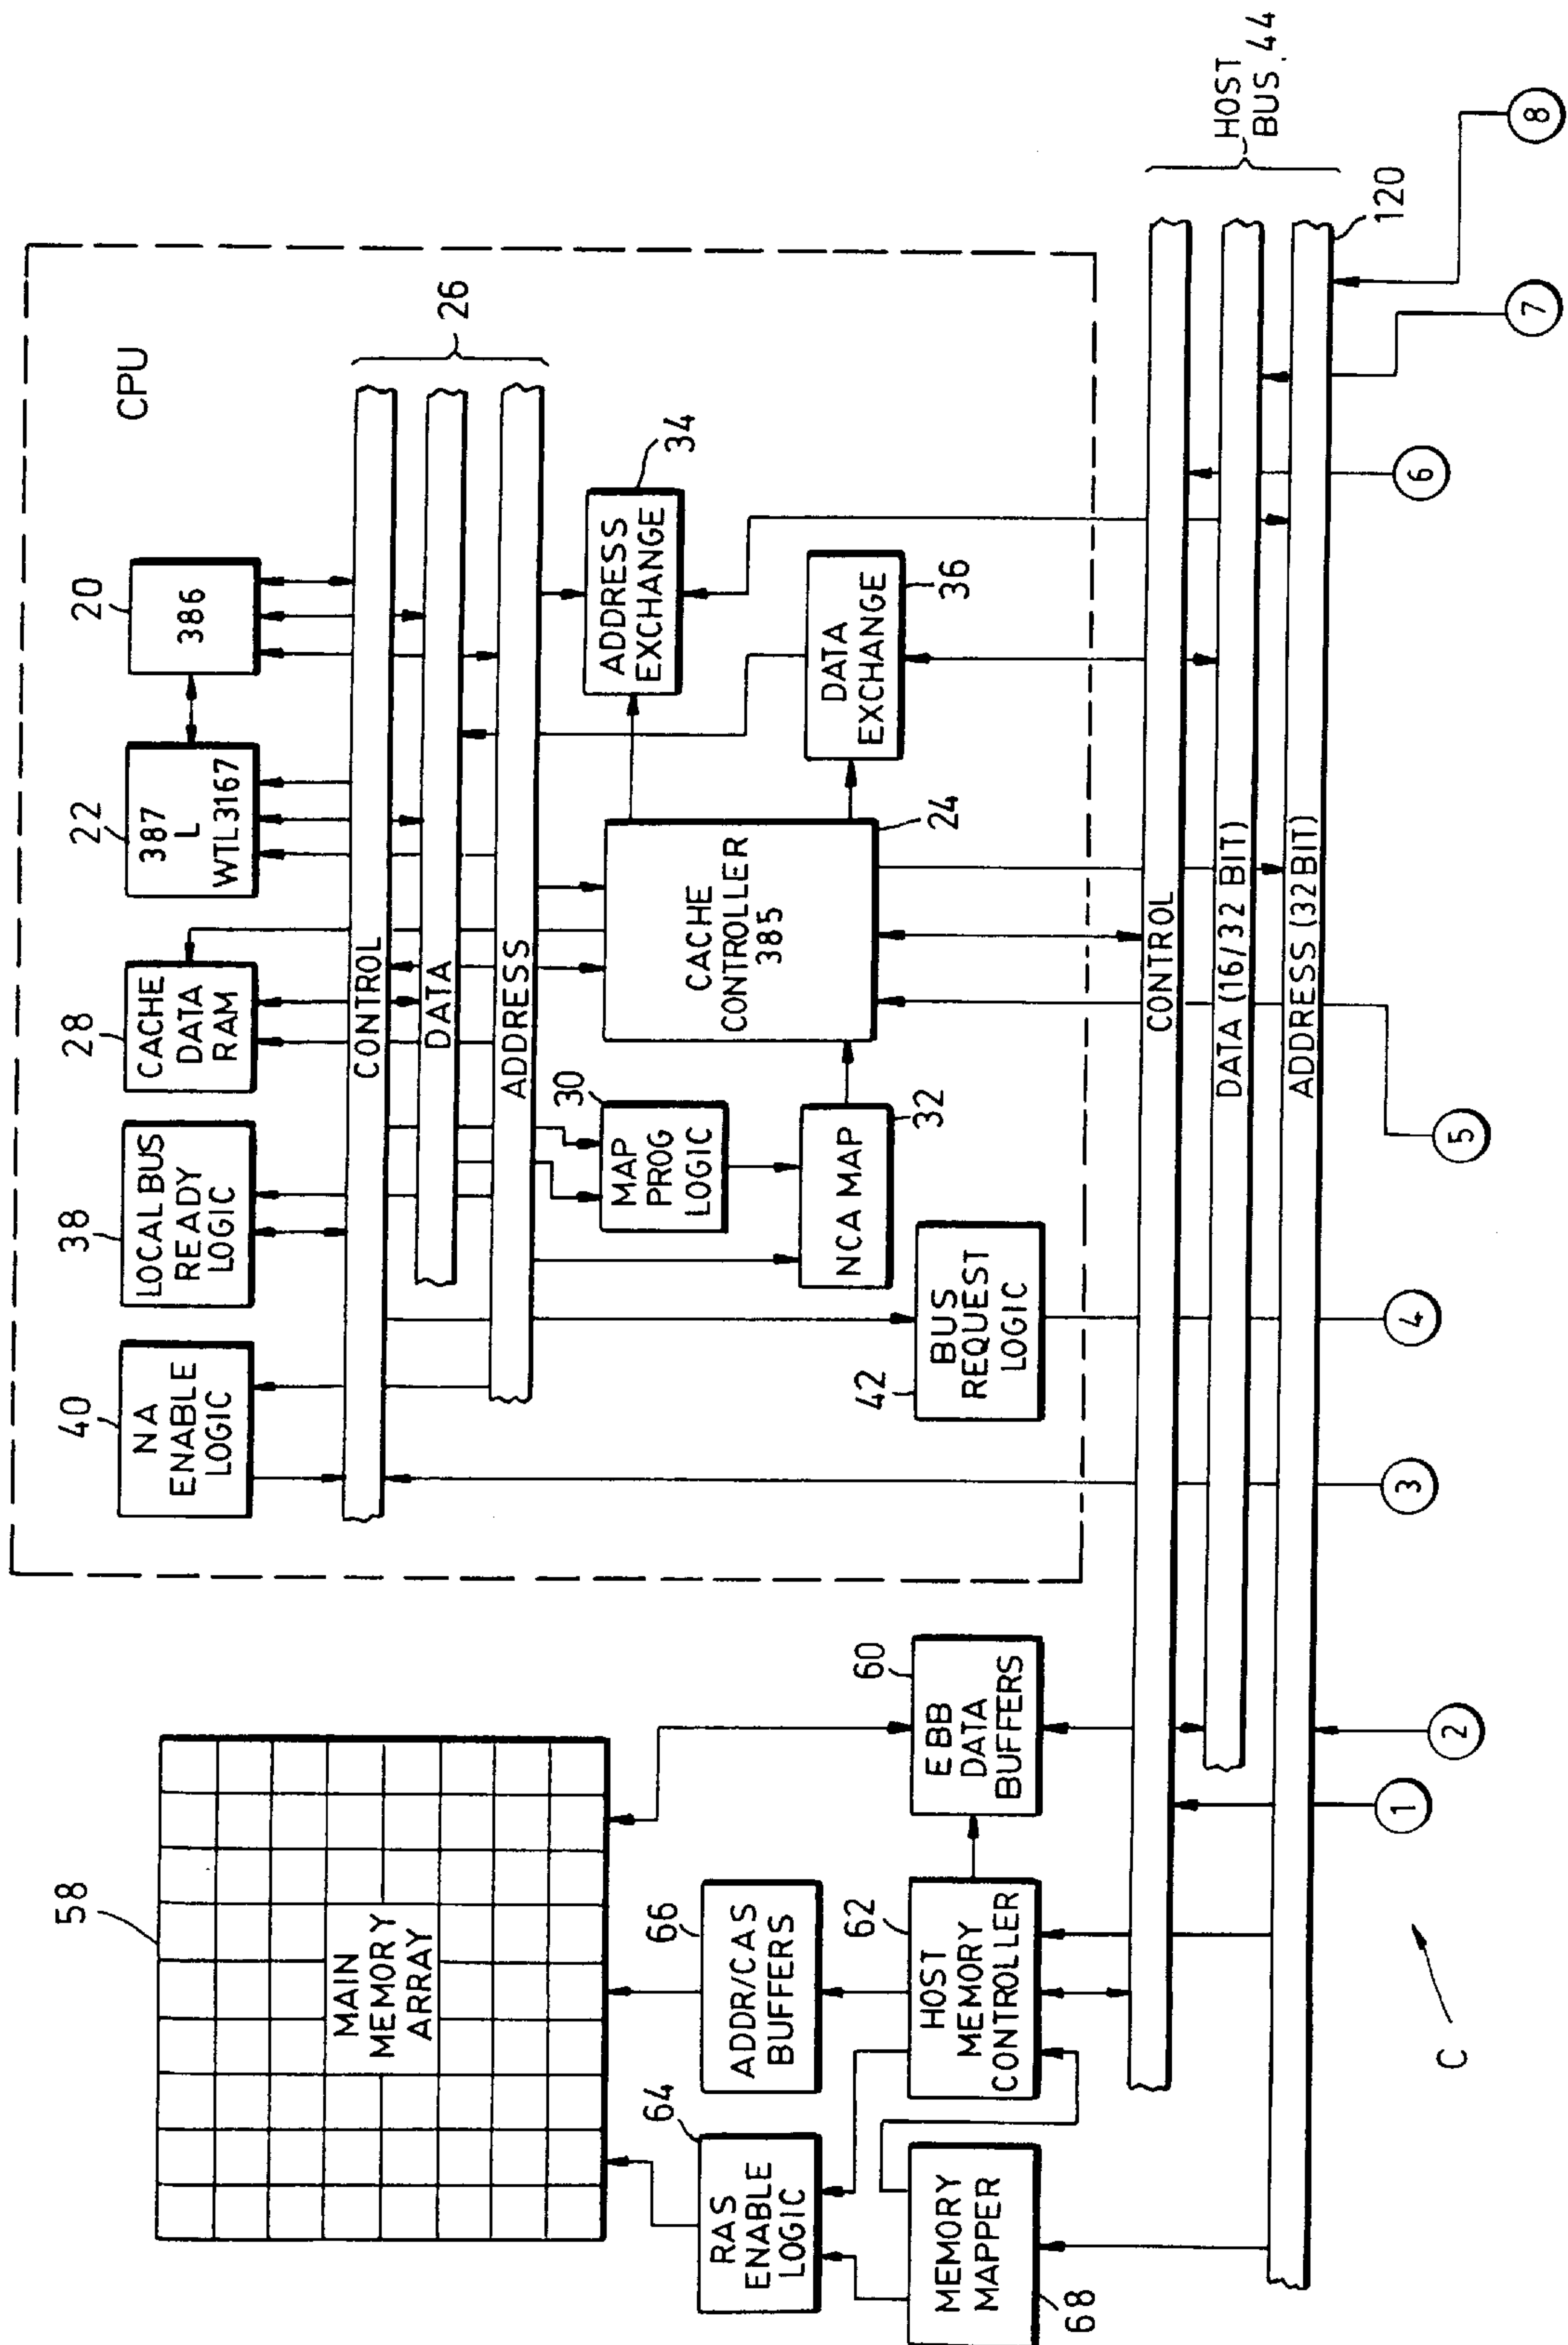 CPU
58
MAIN
MEMORY
ARRAY
40
NA
ENABLE
LOGIC
38
LOCAL BUS
READY
LOGIC
28
CACHE
DATA
RAM
22
387
L
WTL3167
20
386
CONTROL
DATA
ADDRESS
26
64
RAS
ENABLE
LOGIC
66
ADDR/CAS
BUFFERS
30
MAP
PROG
LOGIC
NCA MAP
32
CACHE
CONTROLLER
385
24
ADDRESS
EXCHANGE
34
DATA
EXCHANGE
36
MEMORY
MAPPER
68
62
HOST
MEMORY
CONTROLLER
60
EBB
DATA
BUFFERS
42
BUS
REQUEST
LOGIC
CONTROL
DATA (16/32 BIT)
ADDRESS (32 BIT)
HOST
BUS. 44
120
C
1
2
3
4
5
6
7
8